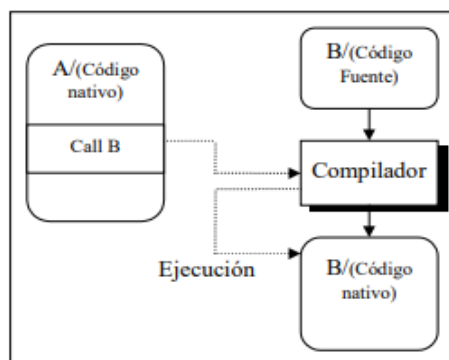 A/(Código
nativo)
Call B
B/(Código
Fuente)
Compilador
Ejecución
B/(Código
nativo)